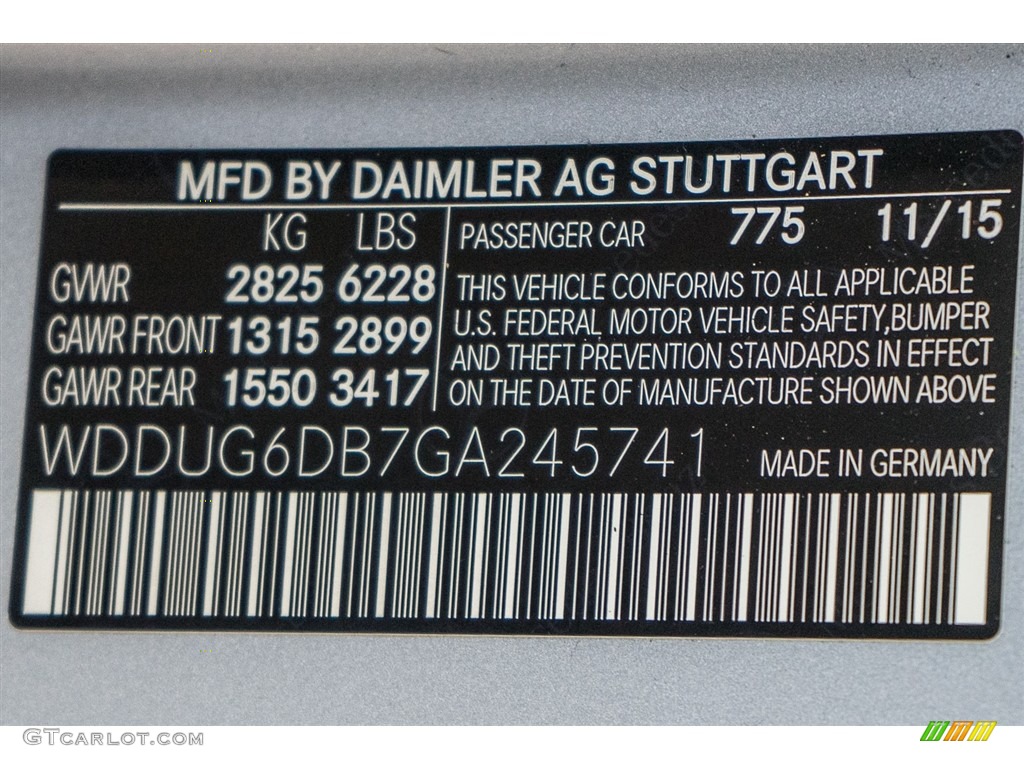 MFD BY DAIMLER AG STUTTGART
KG LBS
GVWR 2825 6228
GAWR FRONT 1315 2899
GAWR REAR 1550 3417
PASSENGER CAR 775 11/15
THIS VEHICLE CONFORMS TO ALL APPLICABLE
U.S. FEDERAL MOTOR VEHICLE SAFETY,BUMPER
AND THEFT PREVENTION STANDARDS IN EFFECT
ON THE DATE OF MANUFACTURE SHOWN ABOVE
WDDUG6DB7GA245741 MADE IN GERMANY
GTCARLOT.COM